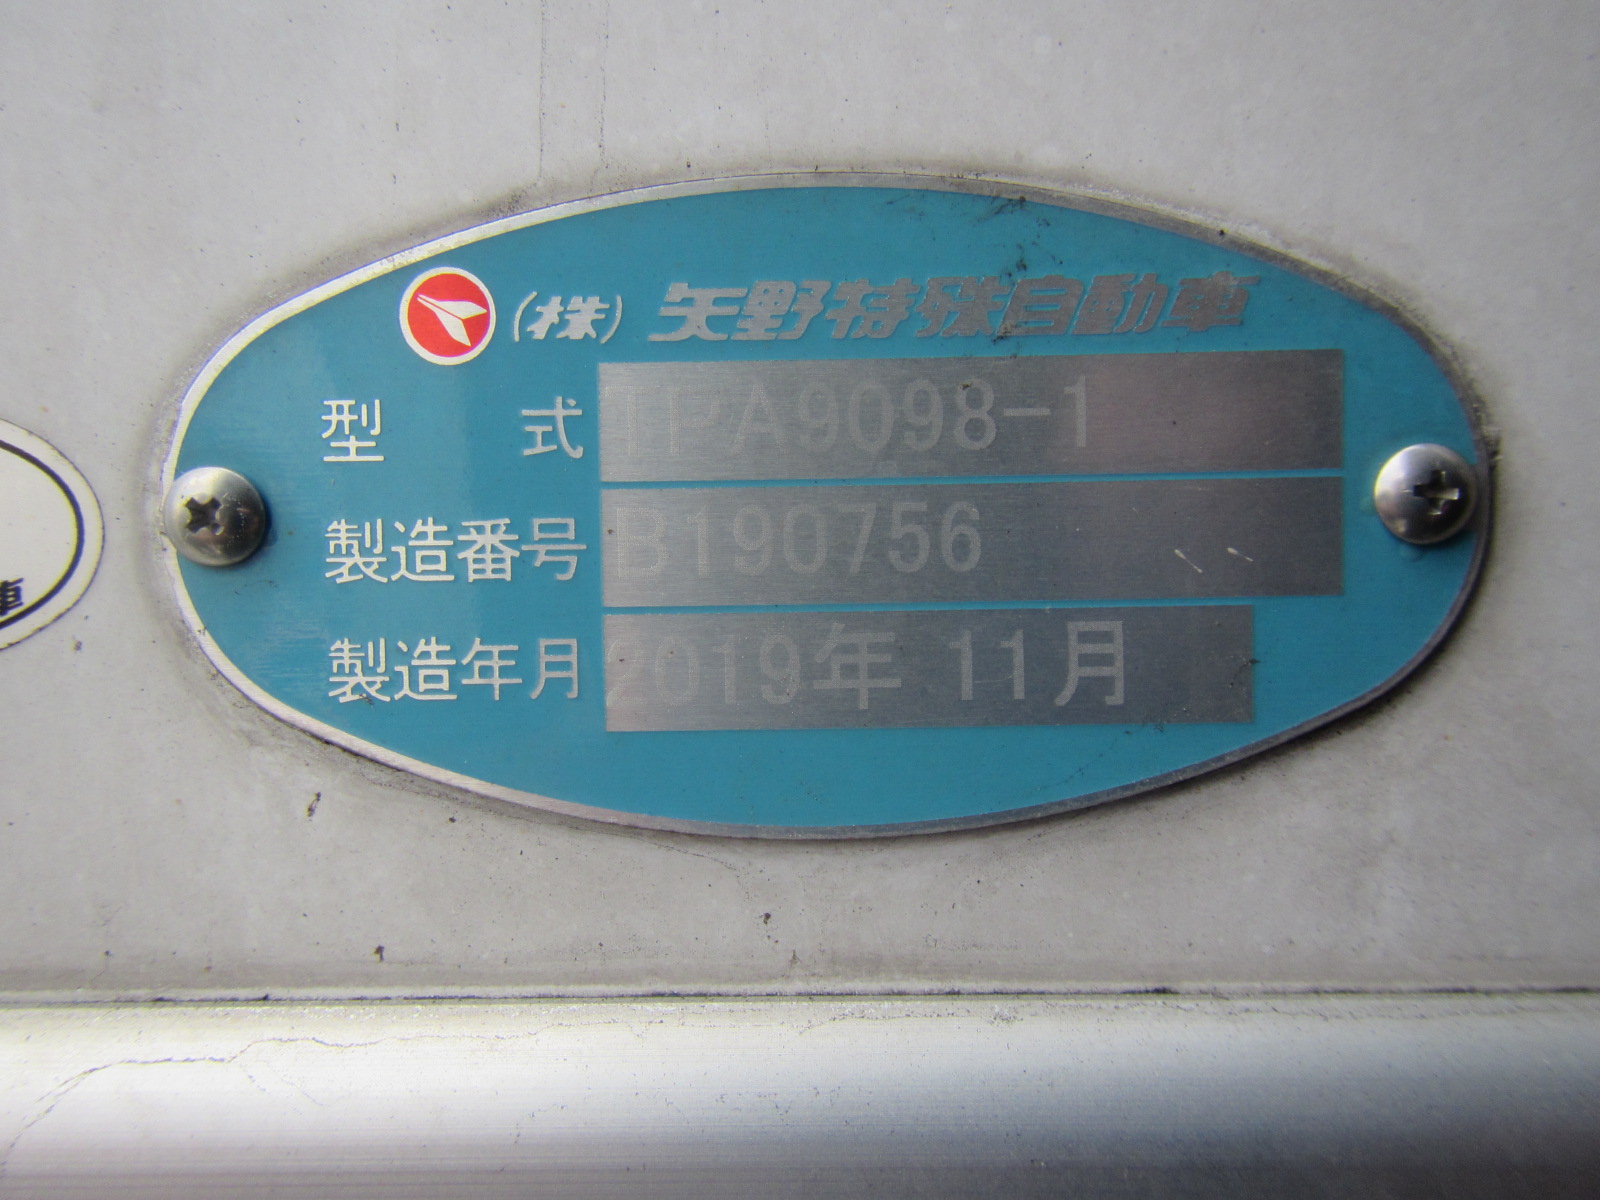 (株) 矢野特殊自動車
型 式 TPA9098-1
製造番号 B190756
製造年月 2019年 11月